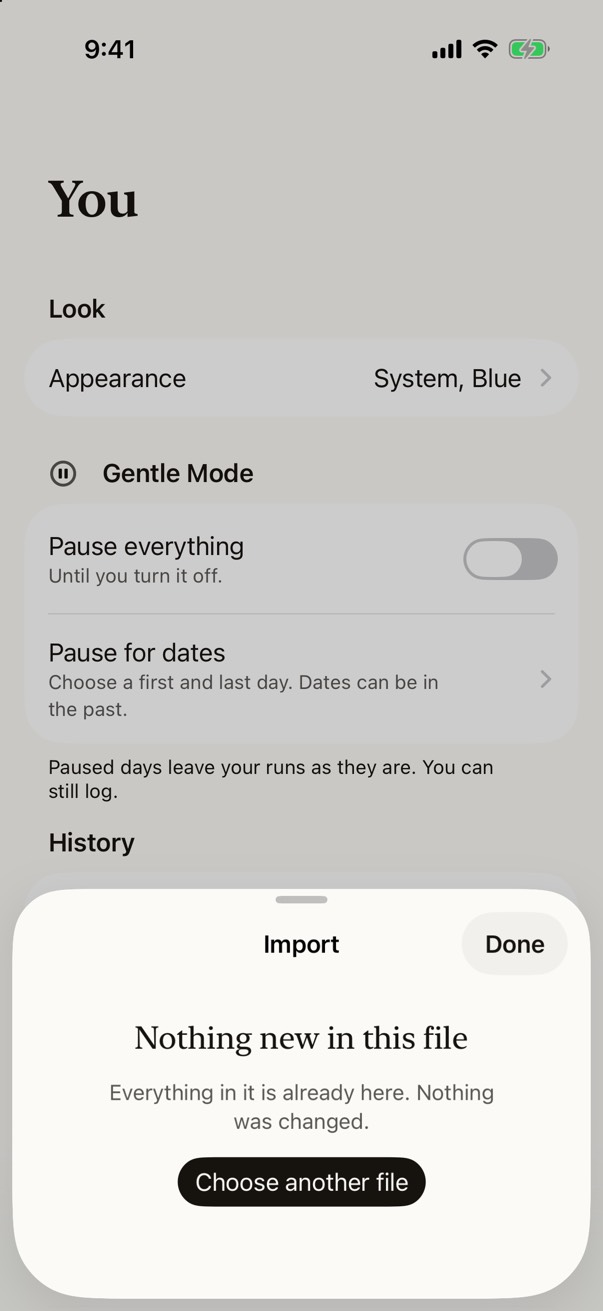 9:41
You
Look
Appearance
System, Blue
Gentle Mode
Pause everything
Until you turn it off.
Pause for dates
Choose a first and last day. Dates can be in
the past.
Paused days leave your runs as they are. You can
still log.
History
Import
Done
Nothing new in this file
Everything in it is already here. Nothing
was changed.
Choose another file